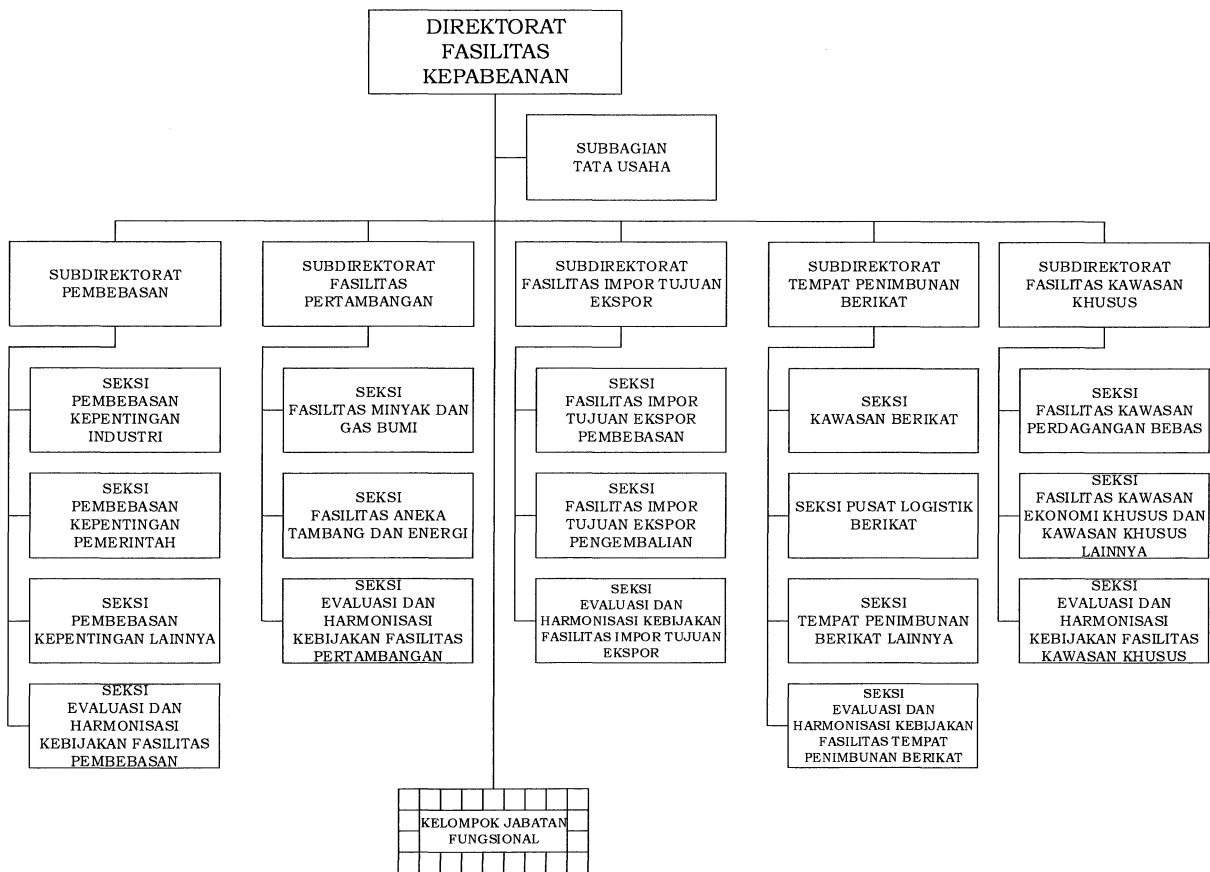 DIREKTORAT
FASILITAS
KEPABEANAN
SUBBAGIAN
TATA USAHA
SUBDIREKTORAT
PEMBEBASAN
SEKSI
PEMBEBASAN
KEPENTINGAN
INDUSTRI
SEKSI
PEMBEBASAN
KEPENTINGAN
PEMERINTAH
SEKSI
PEMBEBASAN
KEPENTINGAN LAINNYA
SEKSI
EVALUASI DAN
HARMONISASI
KEBIJAKAN FASILITAS
PEMBEBASAN
SUBDIREKTORAT
FASILITAS
PERTAMBANGAN
SEKSI
FASILITAS MINYAK DAN
GAS BUMI
SEKSI
FASILITAS ANEKA
TAMBANG DAN ENERGI
SEKSI
EVALUASI DAN
HARMONISASI
KEBIJAKAN FASILITAS
PERTAMBANGAN
SUBDIREKTORAT
FASILITAS IMPOR TUJUAN
EKSPOR
SEKSI
FASILITAS IMPOR
TUJUAN EKSPOR
PEMBEBASAN
SEKSI
FASILITAS IMPOR
TUJUAN EKSPOR
PENGEMBALIAN
SEKSI
EVALUASI DAN
HARMONISASI KEBIJAKAN
FASILITAS IMPOR TUJUAN
EKSPOR
SUBDIREKTORAT
TEMPAT PENIMBUNAN
BERIKAT
SEKSI
KAWASAN BERIKAT
SEKSI PUSAT LOGISTIK
BERIKAT
SEKSI
TEMPAT PENIMBUNAN
BERIKAT LAINNYA
SEKSI
EVALUASI DAN
HARMONISASI KEBIJAKAN
FASILITAS TEMPAT
PENIMBUNAN BERIKAT
SUBDIREKTORAT
FASILITAS KAWASAN
KHUSUS
SEKSI
FASILITAS KAWASAN
PERDAGANGAN BEBAS
SEKSI
FASILITAS KAWASAN
EKONOMI KHUSUS DAN
KAWASAN KHUSUS
LAINNYA
SEKSI
EVALUASI DAN
HARMONISASI
KEBIJAKAN FASILITAS
KAWASAN KHUSUS
KELOMPOK JABATAN
FUNGSIONAL